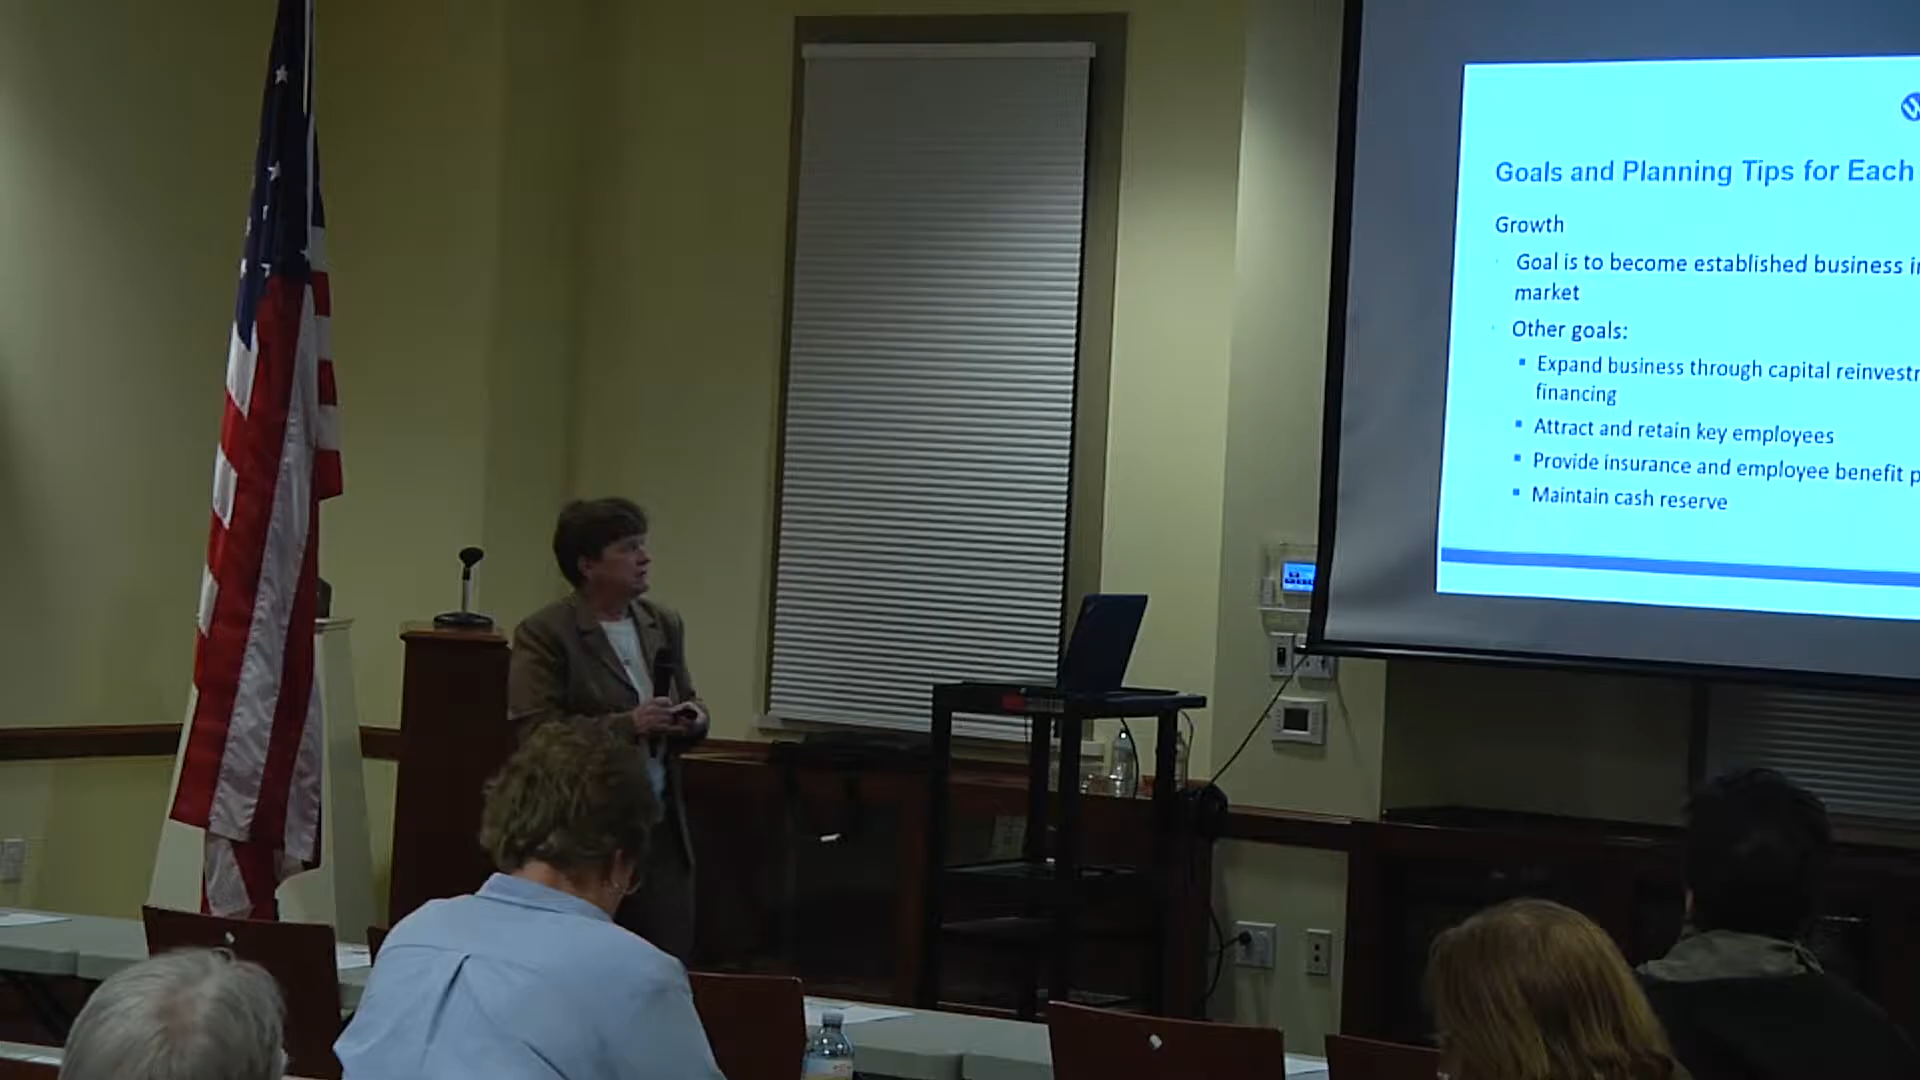 Goals and Planning Tips for Each
Growth
Goal is to become established business
market
Other goals:
Expand business through capital
financing
Attract and retain key employees
Provide insurance and employee benefit
Maintain cash reserve